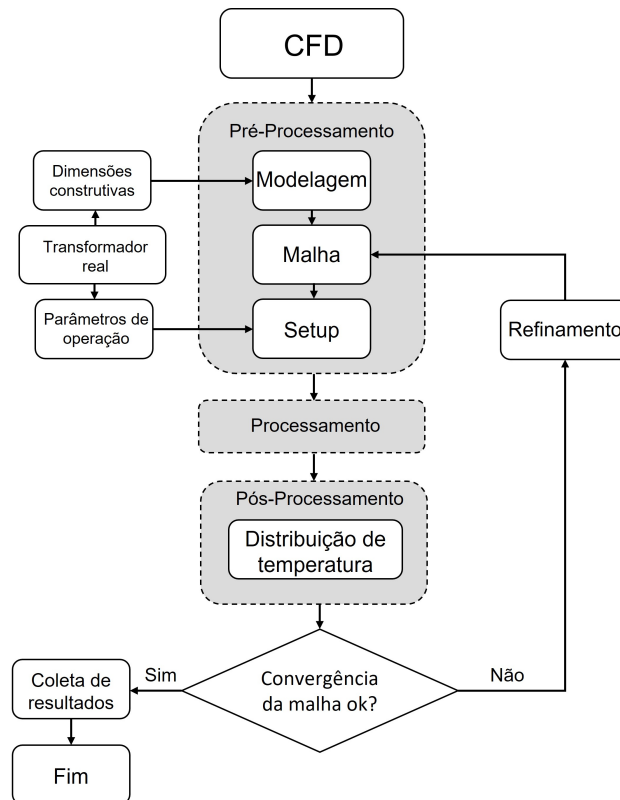 CFD
Pré-Processamento
Dimensões
construtivas
Modelagem
Transformador
real
Malha
Parâmetros de
operação
Setup
Refinamento
Processamento
Pós-Processamento
Distribuição de
temperatura
Convergência
da malha ok?
Sim
Não
Coleta de
resultados
Fim